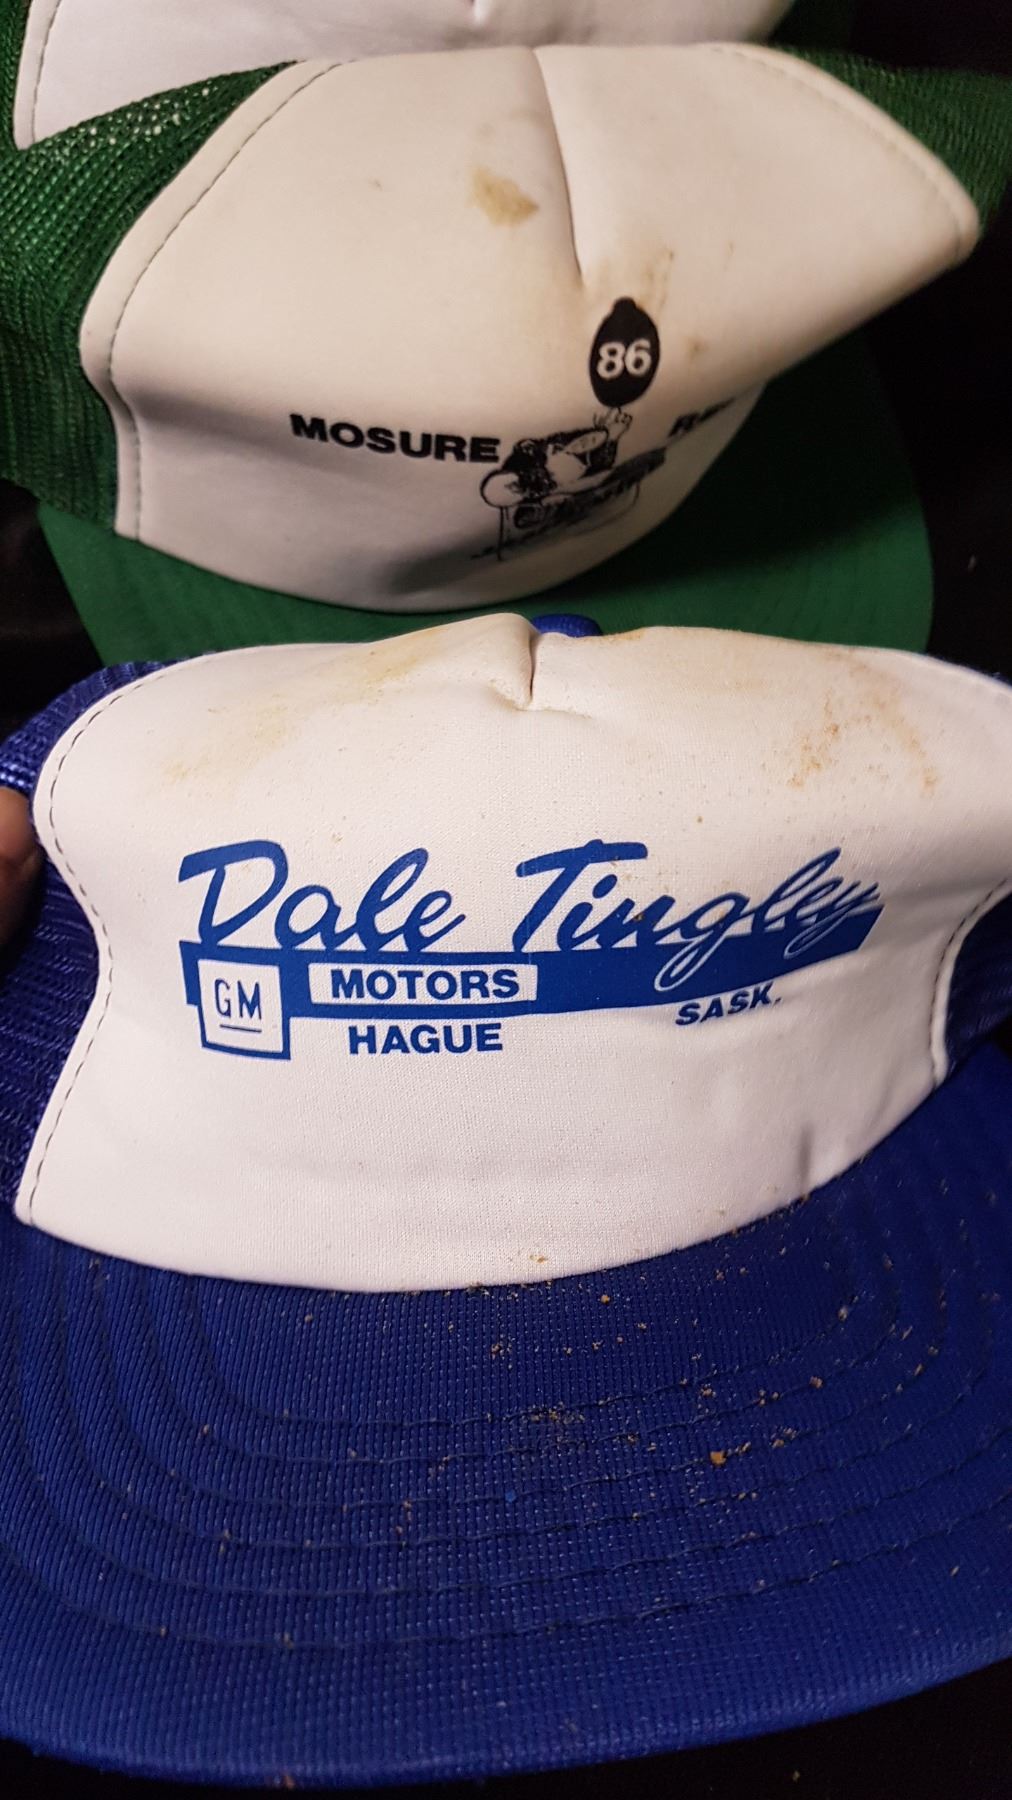 86
MOSURE
Dale Tingley
GM
MOTORS
HAGUE SASK.